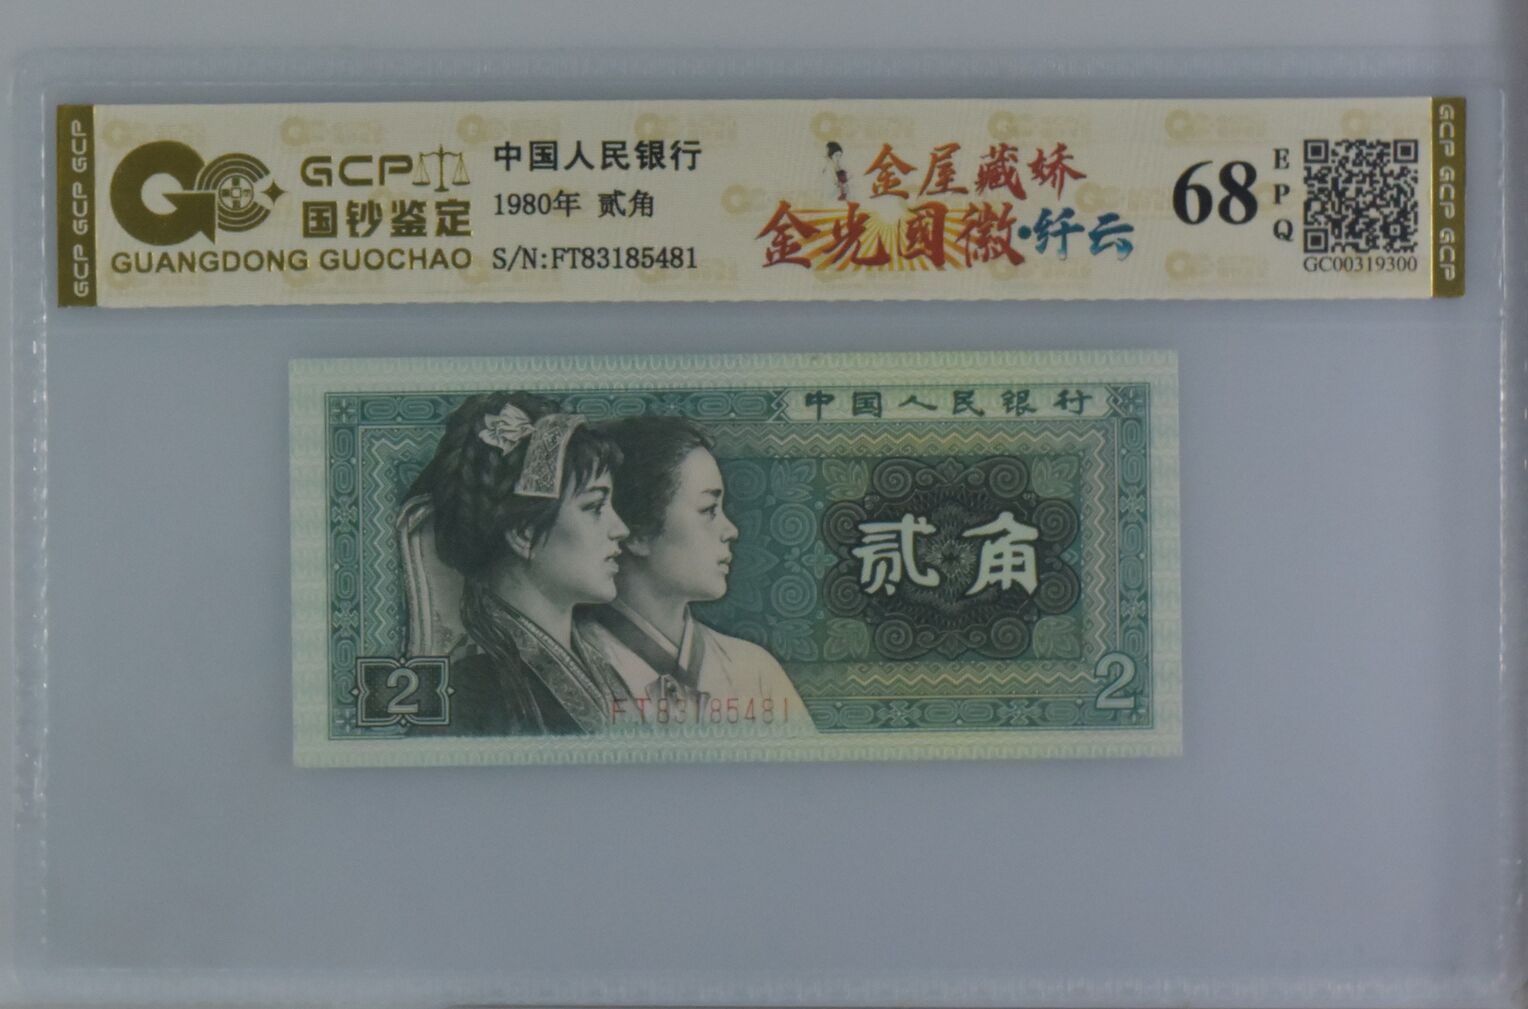 GCP GCP GCP
GCP
国钞鉴定
GUANGDONG GUOCHAO
中国人民银行
1980年 贰角
S/N:FT83185481
金屋藏娇
金光國徽·纤云
68
EPQ
GC00319300
GCP GCP GCP
中国人民银行
贰角
2
2
FT83185481